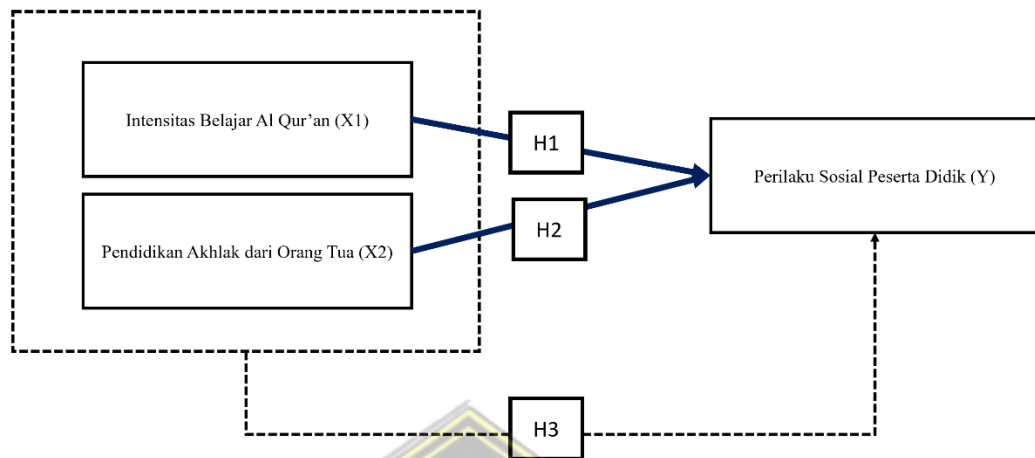 Intensitas Belajar Al Qur’an (X1)
H1
Perilaku Sosial Peserta Didik (Y)
Pendidikan Akhlak dari Orang Tua (X2)
H2
H3